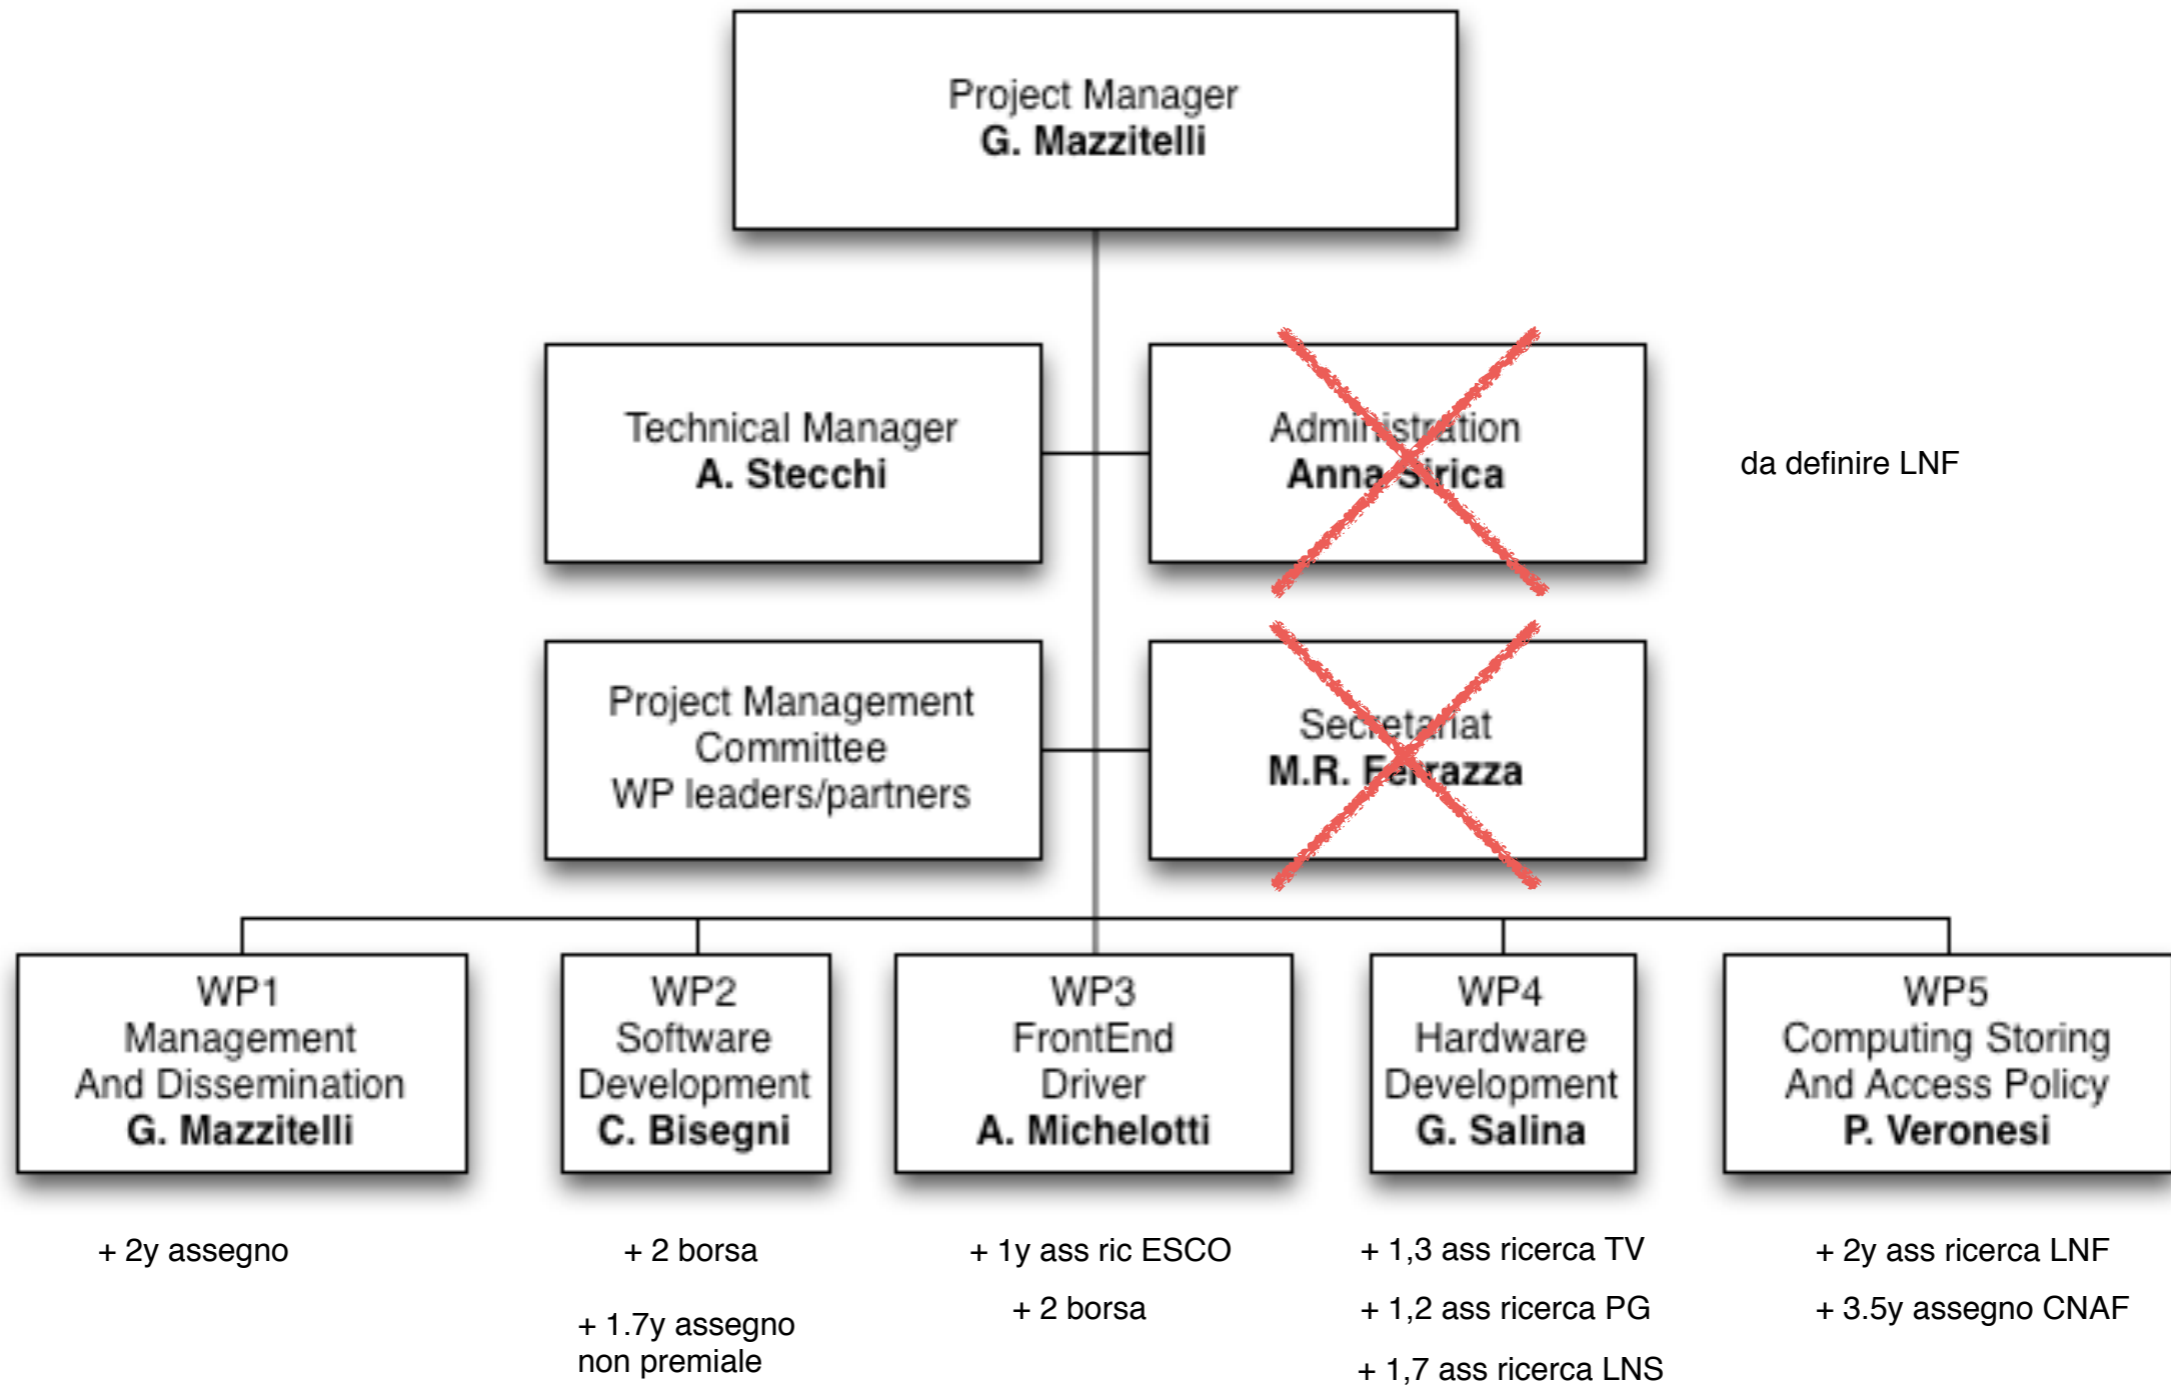 Project Manager
G. Mazzitelli
Technical Manager
A. Stecchi
Administration
Anna Sirica
da definire LNF
Project Management
Committee
WP leaders/partners
Secretariat
M.R. Ferrazza
WP1
Management
And Dissemination
G. Mazzitelli
WP2
Software
Development
C. Bisegni
WP3
FrontEnd
Driver
A. Michelotti
WP4
Hardware
Development
G. Salina
WP5
Computing Storing
And Access Policy
P. Veronesi
+ 2y assegno
+ 2 borsa
+ 1.7y assegno
non premiale
+ 1y ass ric ESCO
+ 2 borsa
+ 1,3 ass ricerca TV
+ 1,2 ass ricerca PG
+ 1,7 ass ricerca LNS
+ 2y ass ricerca LNF
+ 3.5y assegno CNAF